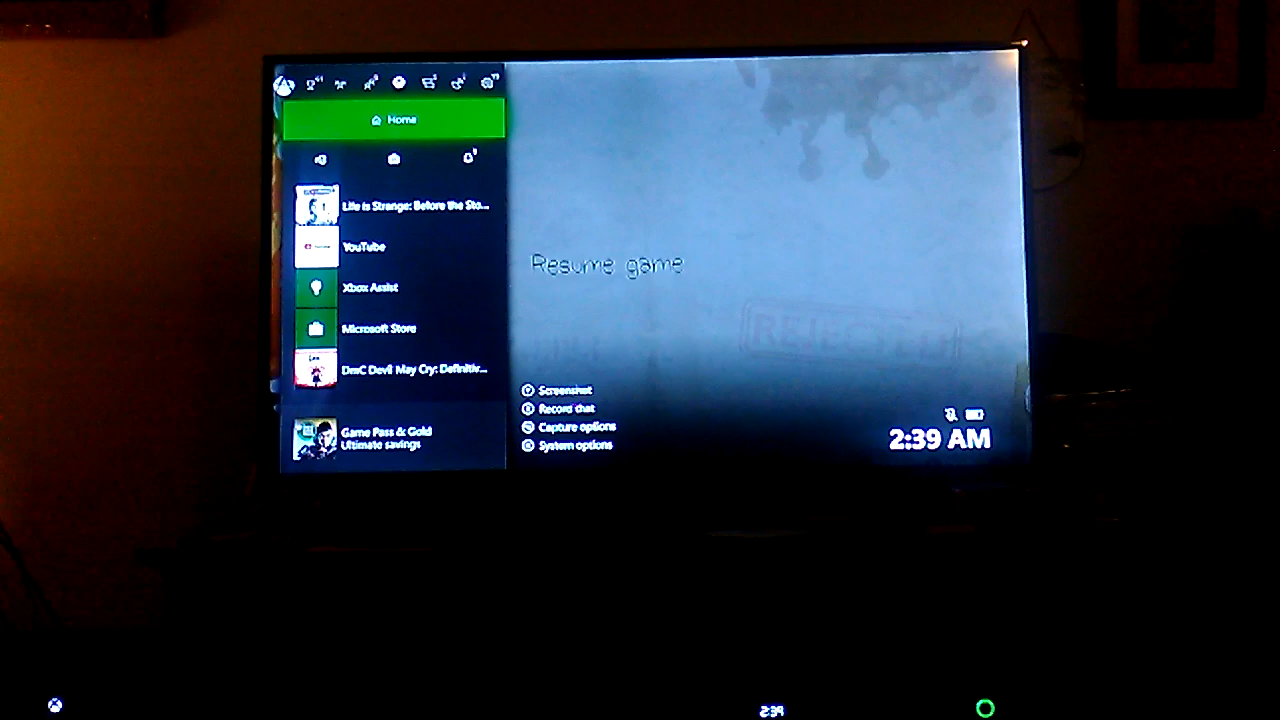 Home
Life is Strange: Before the Sto...
YouTube
Xbox Assist
Microsoft Store
DmC Devil May Cry: Definitiv...
Game Pass & Gold
Ultimate savings
Resume game
REJECTED
Screenshot
Record that
Capture options
System options
2:39 AM
2:39